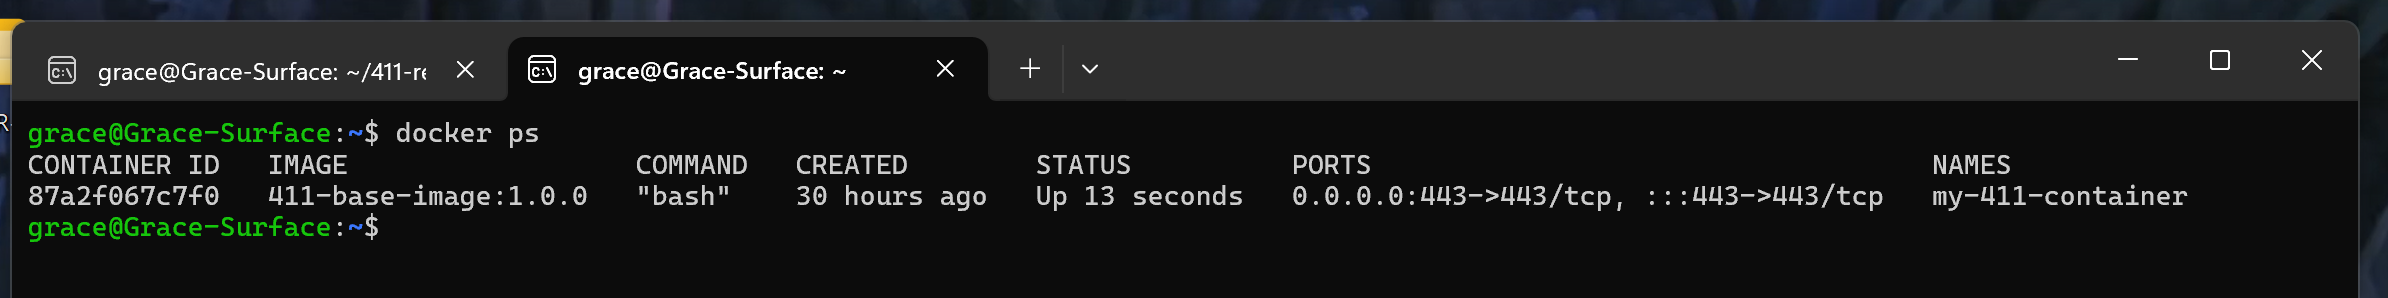 grace@Grace-Surface: ~/411-re
grace@Grace-Surface: ~
grace@Grace-Surface:~$ docker ps
CONTAINER ID   IMAGE                  COMMAND   CREATED        STATUS          PORTS                                   NAMES
87a2f067c7f0   411-base-image:1.0.0   "bash"    30 hours ago   Up 13 seconds   0.0.0.0:443->443/tcp, :::443->443/tcp   my-411-container
grace@Grace-Surface:~$